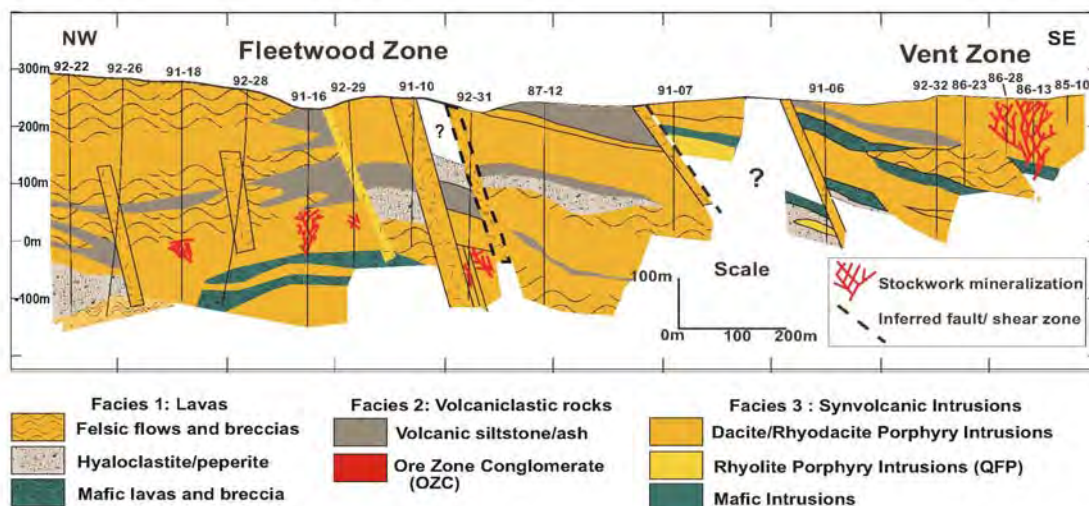 NW
Fleetwood Zone
Vent Zone
SE
92-22
92-26
91-18
92-28
91-16
92-29
91-10
92-31
87-12
91-07
91-06
92-32
86-23
86-28
86-13
85-10
300m
200m
100m
0m
-100m
?
?
100m
Scale
0m 100 200m
Stockwork mineralization
Inferred fault/ shear zone
Facies 1: Lavas
Felsic flows and breccias
Hyaloclastite/peperite
Mafic lavas and breccia
Facies 2: Volcaniclastic rocks
Volcanic siltstone/ash
Ore Zone Conglomerate
(OZC)
Facies 3 : Synvolcanic Intrusions
Dacite/Rhyodacite Porphyry Intrusions
Rhyolite Porphyry Intrusions (QFP)
Mafic Intrusions